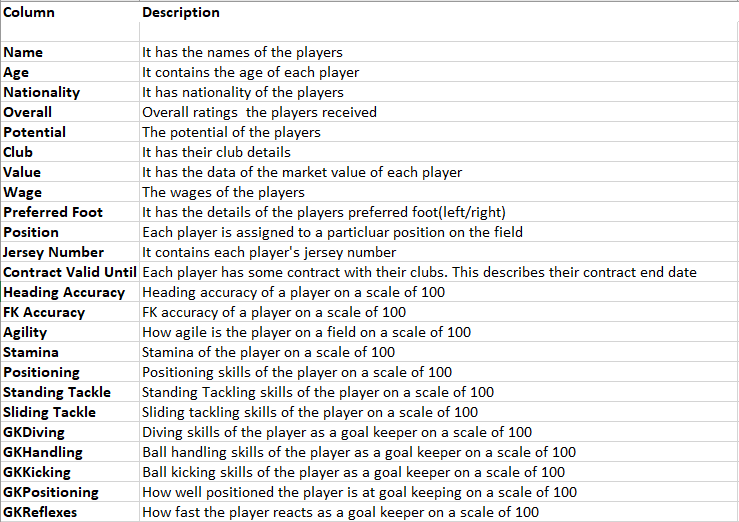 Column Description
Name It has the names of the players
Age It contains the age of each player
Nationality It has nationality of the players
Overall Overall ratings  the players received
Potential The potential of the players
Club It has their club details
Value It has the data of the market value of each player
Wage The wages of the players
Preferred Foot It has the details of the players preferred foot(left/right)
Position Each player is assigned to a particluar position on the field
Jersey Number It contains each player's jersey number
Contract Valid Until Each player has some contract with their clubs. This describes their contract end date
Heading Accuracy Heading accuracy of a player on a scale of 100
FK Accuracy FK accuracy of a player on a scale of 100
Agility How agile is the player on a field on a scale of 100
Stamina Stamina of the player on a scale of 100
Positioning Positioning skills of the player on a scale of 100
Standing Tackle Standing Tackling skills of the player on a scale of 100
Sliding Tackle Sliding tackling skills of the player on a scale of 100
GKDiving Diving skills of the player as a goal keeper on a scale of 100
GKHandling Ball handling skills of the player as a goal keeper on a scale of 100
GKKicking Ball kicking skills of the player as a goal keeper on a scale of 100
GKPositioning How well positioned the player is at goal keeping on a scale of 100
GKReflexes How fast the player reacts as a goal keeper on a scale of 100